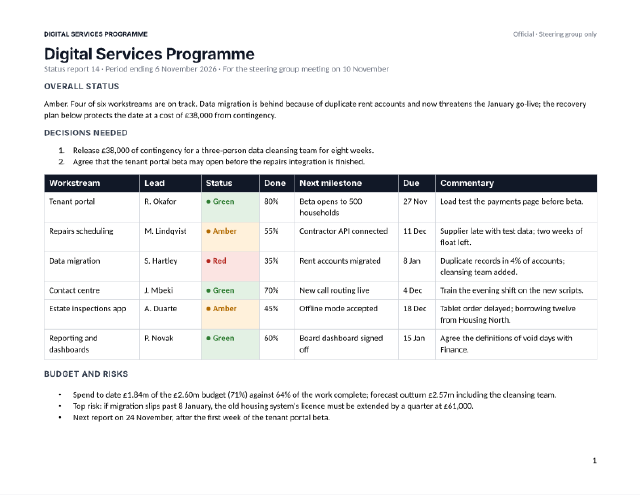 DIGITAL SERVICES PROGRAMME
Official · Steering group only
Digital Services Programme
Status report 14 · Period ending 6 November 2026 · For the steering group meeting on 10 November
OVERALL STATUS
Amber. Four of six workstreams are on track. Data migration is behind because of duplicate rent accounts and now threatens the January go-live; the recovery
plan below protects the date at a cost of £38,000 from contingency.
DECISIONS NEEDED
1. Release £38,000 of contingency for a three-person data cleansing team for eight weeks.
2. Agree that the tenant portal beta may open before the repairs integration is finished.
Workstream Lead Status Done Next milestone Due Commentary
Tenant portal R. Okafor ● Green 80% Beta opens to 500 27 Nov Load test the payments page before beta.
households
Repairs scheduling M. Lindqvist ● Amber 55% Contractor API connected 11 Dec Supplier late with test data; two weeks of
float left.
Data migration S. Hartley ● Red 35% Rent accounts migrated 8 Jan Duplicate records in 4% of accounts;
cleansing team added.
Contact centre J. Mbeki ● Green 70% New call routing live 4 Dec Train the evening shift on the new scripts.
Estate inspections app A. Duarte ● Amber 45% Offline mode accepted 18 Dec Tablet order delayed; borrowing twelve
from Housing North.
Reporting and P. Novak ● Green 60% Board dashboard signed 15 Jan Agree the definitions of void days with
dashboards off Finance.
BUDGET AND RISKS
• Spend to date £1.84m of the £2.60m budget (71%) against 64% of the work complete; forecast outturn £2.57m including the cleansing team.
• Top risk: if migration slips past 8 January, the old housing system's licence must be extended by a quarter at £61,000.
• Next report on 24 November, after the first week of the tenant portal beta.
1